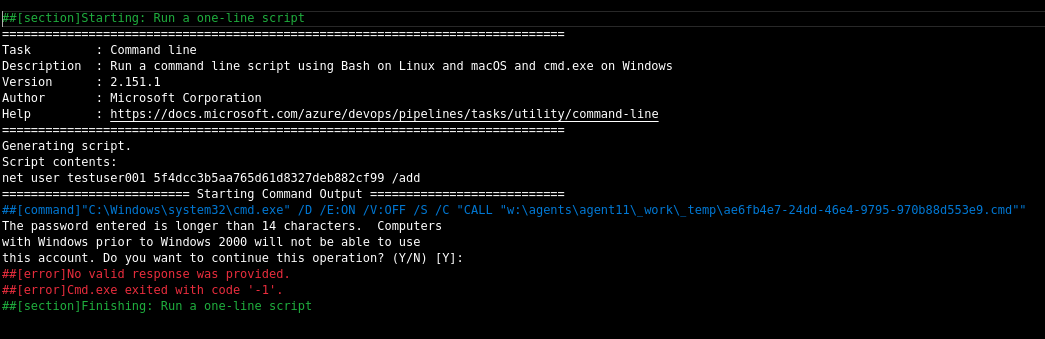 ##[section]Starting: Run a one-line script
==============================================================================
Task         : Command line
Description  : Run a command line script using Bash on Linux and macOS and cmd.exe on Windows
Version      : 2.151.1
Author       : Microsoft Corporation
Help         : https://docs.microsoft.com/azure/devops/pipelines/tasks/utility/command-line
==============================================================================
Generating script.
Script contents:
net user testuser001 5f4dcc3b5aa765d61d8327deb882cf99 /add
========================== Starting Command Output ===========================
##[command]"C:\Windows\system32\cmd.exe" /D /E:ON /V:OFF /S /C "CALL "w:\agents\agent11\_work\_temp\ae6fb4e7-24dd-46e4-9795-970b88d553e9.cmd""
The password entered is longer than 14 characters.  Computers
with Windows prior to Windows 2000 will not be able to use
this account. Do you want to continue this operation? (Y/N) [Y]:
##[error]No valid response was provided.
##[error]Cmd.exe exited with code '-1'.
##[section]Finishing: Run a one-line script